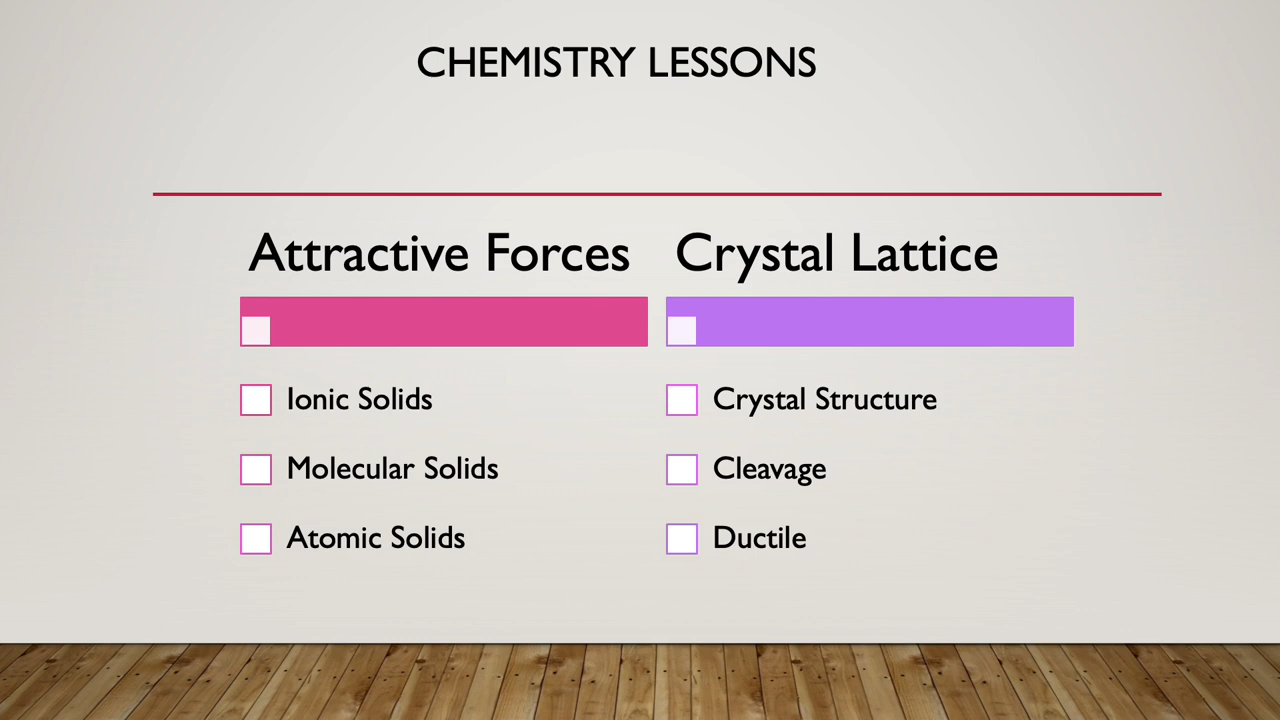 CHEMISTRY LESSONS
Attractive Forces
Ionic Solids
Molecular Solids
Atomic Solids
Crystal Lattice
Crystal Structure
Cleavage
Ductile